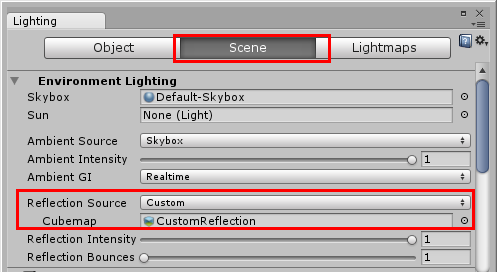 Lighting
Object Scene Lightmaps
Environment Lighting
Skybox Default-Skybox
Sun None (Light)
Ambient Source Skybox
Ambient Intensity 1
Ambient GI Realtime
Reflection Source Custom
Cubemap CustomReflection
Reflection Intensity 1
Reflection Bounces 1